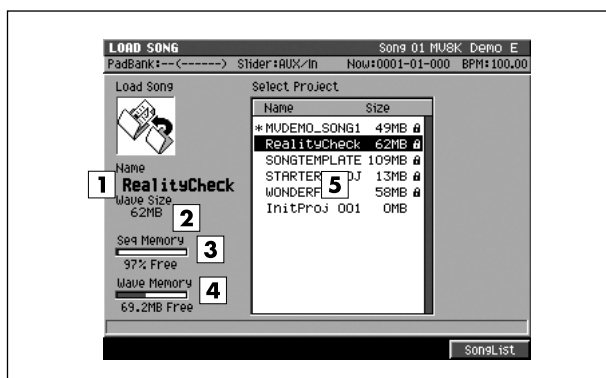 LOAD SONG Song 01 MV8K Demo E
PadBank:--(------) Slider:AUX/In Now:0001-01-000 BPM:100.00
Load Song
Select Project
Name Size
*MVDEMO_SONG1 49MB
RealityCheck 62MB
SONGTEMPLATE 109MB
STARTER 13MB
58MB
InitProj 001 0MB
Name
1 RealityCheck
Wave Size
62MB 2
Seq Memory
3
97% Free
Wave Memory
4
69.2MB Free
5
SongList